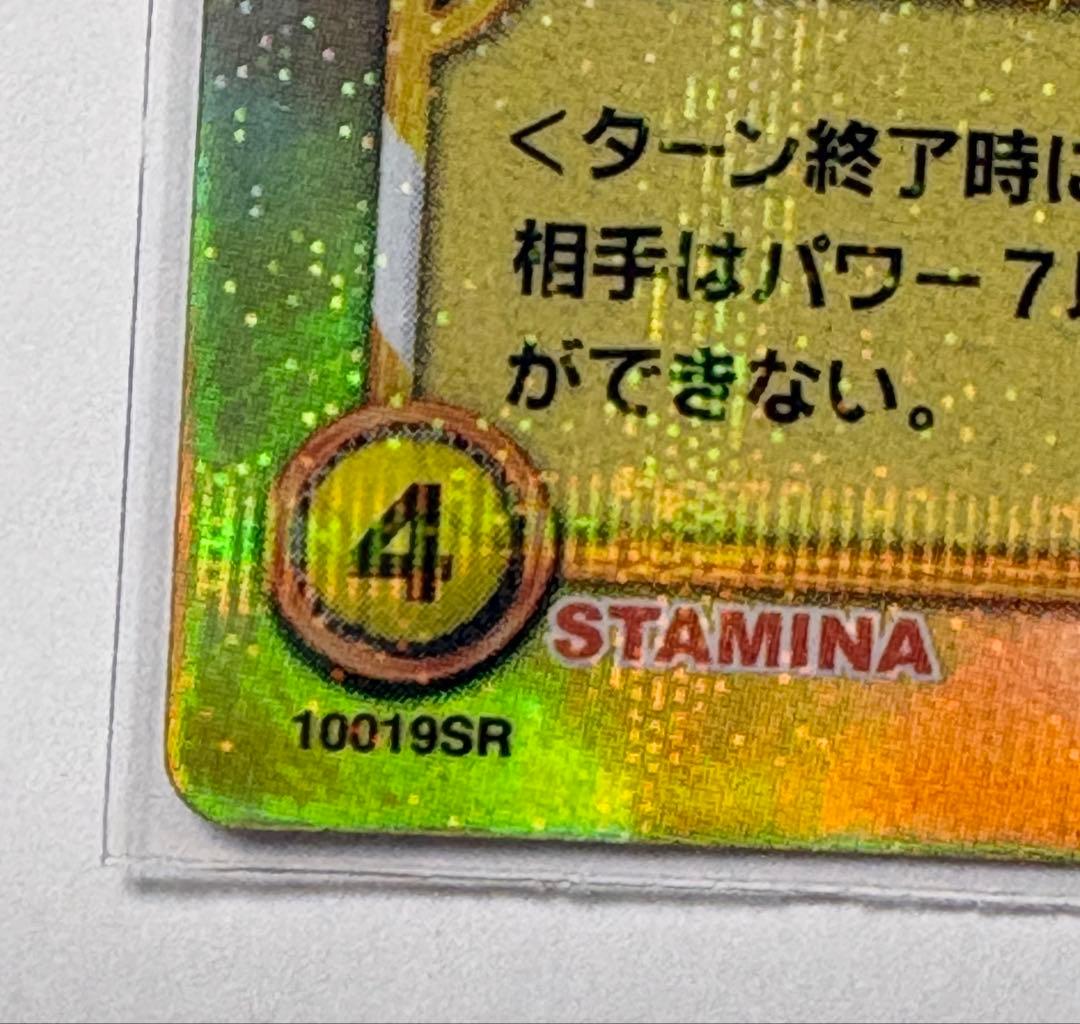 ＜ターン終了時に
相手はパワー７
ができない。
4
STAMINA
10019SR